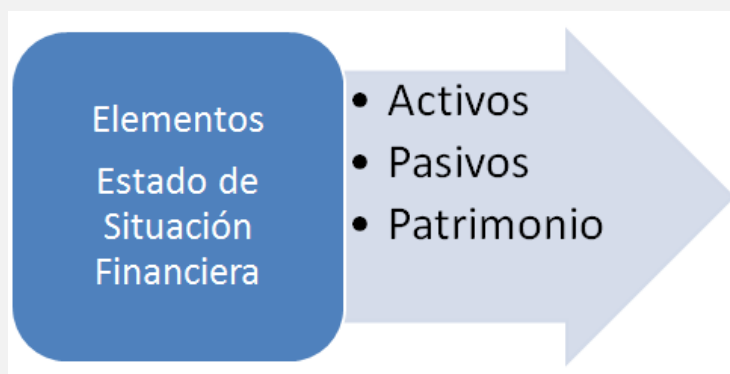 Elementos
Estado de
Situación
Financiera
• Activos
• Pasivos
• Patrimonio